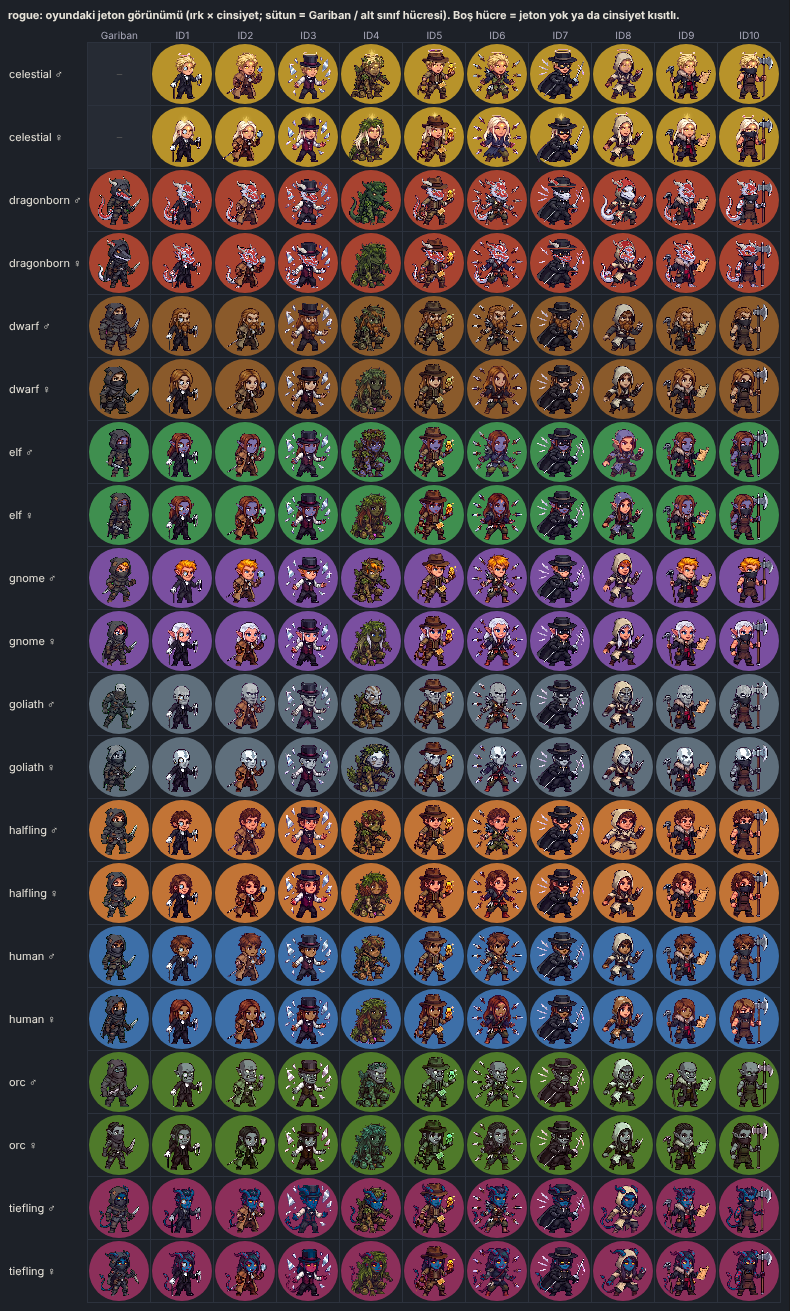 rogue: oyundaki jeton görünümü (ırk × cinsiyet; sütun = Gariban / alt sınıf hücresi). Boş hücre = jeton yok ya da cinsiyet kısıtlı.
Gariban ID1 ID2 ID3 ID4 ID5 ID6 ID7 ID8 ID9 ID10
celestial ♂ –
celestial ♀ –
dragonborn ♂
dragonborn ♀
dwarf ♂
dwarf ♀
elf ♂
elf ♀
gnome ♂
gnome ♀
goliath ♂
goliath ♀
halfling ♂
halfling ♀
human ♂
human ♀
orc ♂
orc ♀
tiefling ♂
tiefling ♀